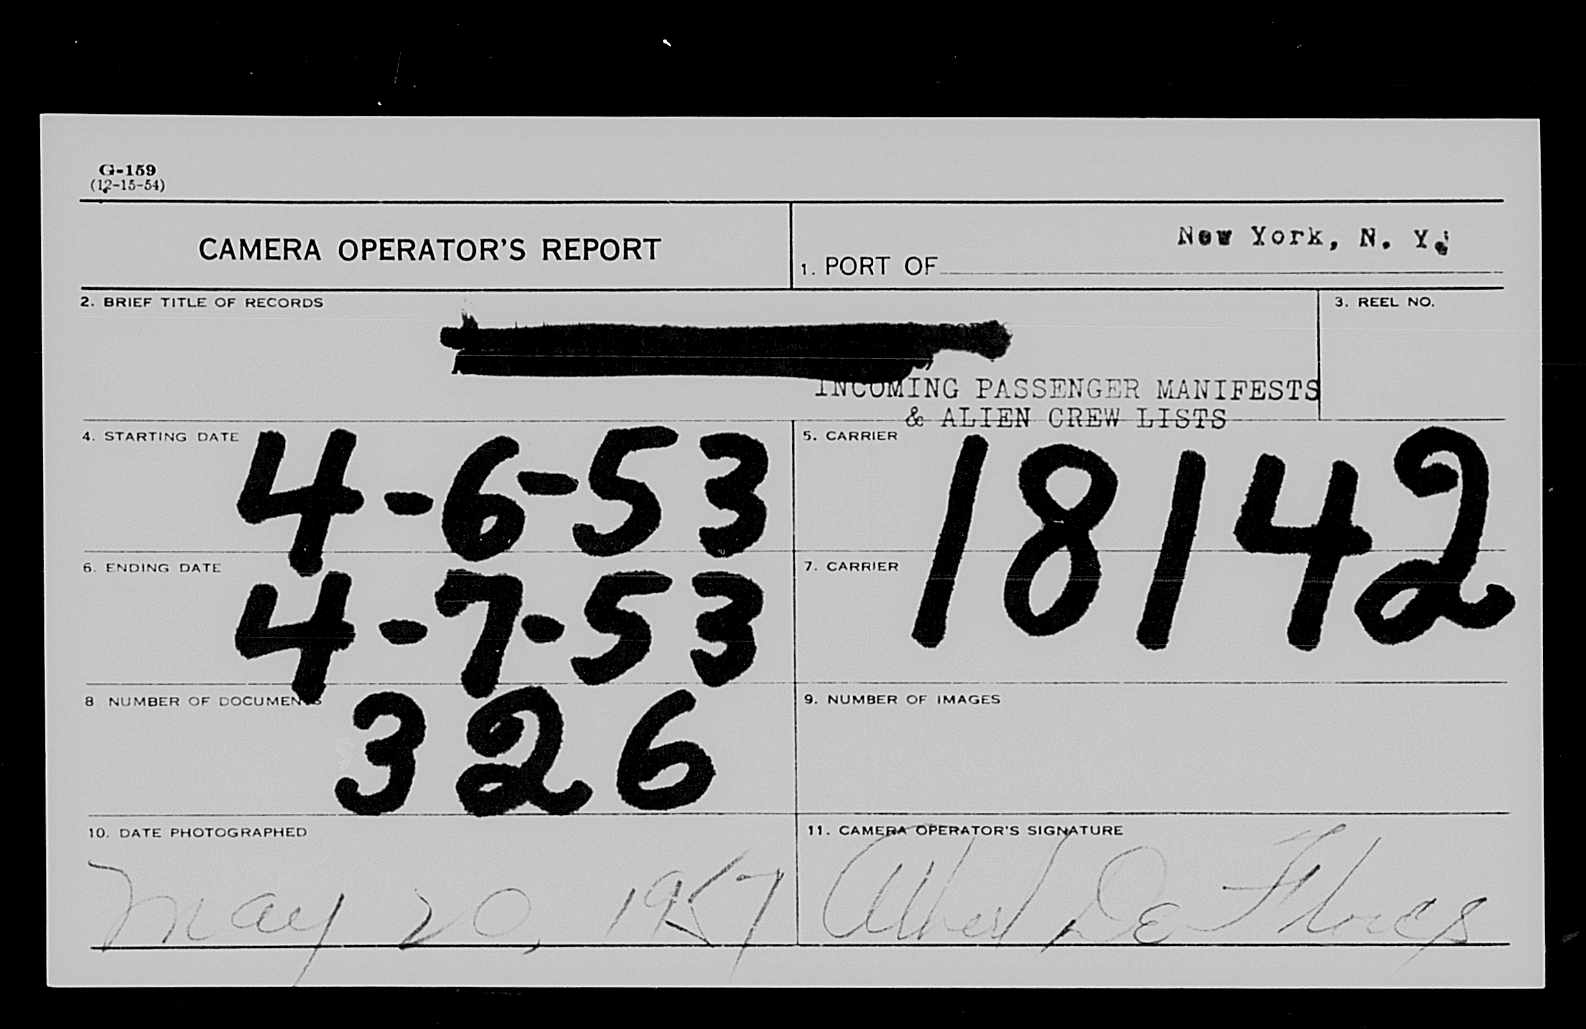 G-159
(12-15-54)
CAMERA OPERATOR'S REPORT
1. PORT OF New York, N. Y.
2. BRIEF TITLE OF RECORDS
3. REEL NO.
INCOMING PASSENGER MANIFESTS
& ALIEN CREW LISTS
4. STARTING DATE 4-6-53
5. CARRIER 18142
6. ENDING DATE 4-7-53
7. CARRIER
8 NUMBER OF DOCUMENTS 326
9. NUMBER OF IMAGES
10. DATE PHOTOGRAPHED
11. CAMERA OPERATOR'S SIGNATURE
May 20, 1957
Albert De Flores